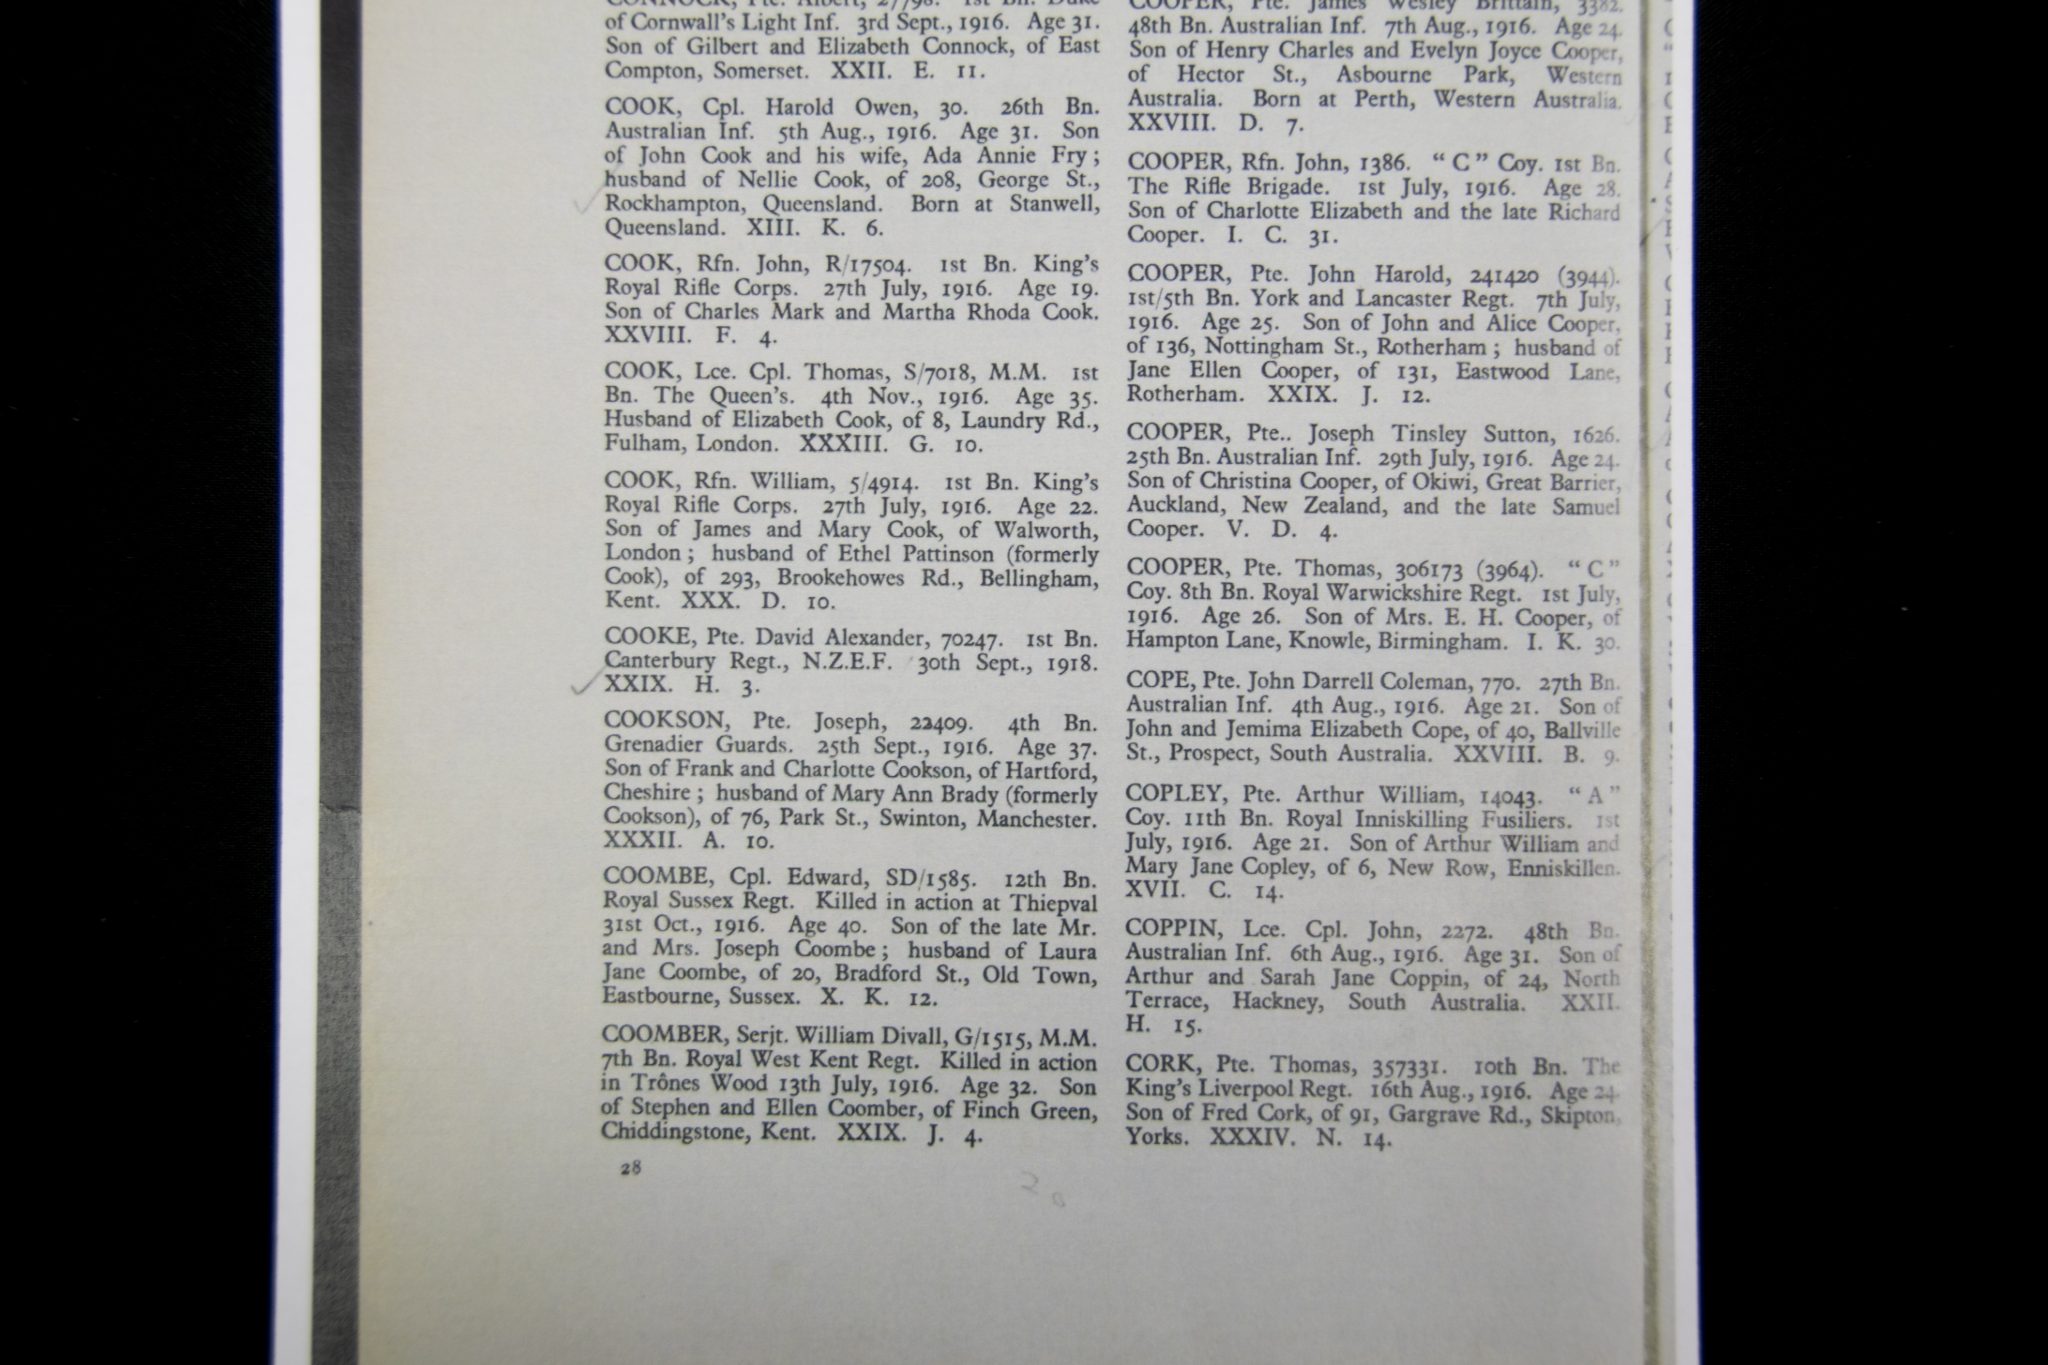 CONNOCK, Pte. Albert, 27798. 1st Bn. Duke
of Cornwall's Light Inf. 3rd Sept., 1916. Age 31.
Son of Gilbert and Elizabeth Connock, of East
Compton, Somerset. XXII. E. 11.
COOK, Cpl. Harold Owen, 30. 26th Bn.
Australian Inf. 5th Aug., 1916. Age 31. Son
of John Cook and his wife, Ada Annie Fry;
husband of Nellie Cook, of 208, George St.,
Rockhampton, Queensland. Born at Stanwell,
Queensland. XIII. K. 6.
COOK, Rfn. John, R/17504. 1st Bn. King's
Royal Rifle Corps. 27th July, 1916. Age 19.
Son of Charles Mark and Martha Rhoda Cook.
XXVIII. F. 4.
COOK, Lce. Cpl. Thomas, S/7018, M.M. 1st
Bn. The Queen's. 4th Nov., 1916. Age 35.
Husband of Elizabeth Cook, of 8, Laundry Rd.,
Fulham, London. XXXIII. G. 10.
COOK, Rfn. William, 5/4914. 1st Bn. King's
Royal Rifle Corps. 27th July, 1916. Age 22.
Son of James and Mary Cook, of Walworth,
London; husband of Ethel Pattinson (formerly
Cook), of 293, Brookehowes Rd., Bellingham,
Kent. XXX. D. 10.
COOKE, Pte. David Alexander, 70247. 1st Bn.
Canterbury Regt., N.Z.E.F. 30th Sept., 1918.
XXIX. H. 3.
COOKSON, Pte. Joseph, 22409. 4th Bn.
Grenadier Guards. 25th Sept., 1916. Age 37.
Son of Frank and Charlotte Cookson, of Hartford,
Cheshire; husband of Mary Ann Brady (formerly
Cookson), of 76, Park St., Swinton, Manchester.
XXXII. A. 10.
COOMBE, Cpl. Edward, SD/1585. 12th Bn.
Royal Sussex Regt. Killed in action at Thiepval
31st Oct., 1916. Age 40. Son of the late Mr.
and Mrs. Joseph Coombe; husband of Laura
Jane Coombe, of 20, Bradford St., Old Town,
Eastbourne, Sussex. X. K. 12.
COOMBER, Serjt. William Divall, G/1515, M.M.
7th Bn. Royal West Kent Regt. Killed in action
in Trônes Wood 13th July, 1916. Age 32. Son
of Stephen and Ellen Coomber, of Finch Green,
Chiddingstone, Kent. XXIX. J. 4.
28
COOPER, Pte. James Wesley Brittain, 3382.
48th Bn. Australian Inf. 7th Aug., 1916. Age 24.
Son of Henry Charles and Evelyn Joyce Cooper,
of Hector St., Asbourne Park, Western
Australia. Born at Perth, Western Australia.
XXVIII. D. 7.
COOPER, Rfn. John, 1386. "C" Coy. 1st Bn.
The Rifle Brigade. 1st July, 1916. Age 28.
Son of Charlotte Elizabeth and the late Richard
Cooper. I. C. 31.
COOPER, Pte. John Harold, 241420 (3944).
1st/5th Bn. York and Lancaster Regt. 7th July,
1916. Age 25. Son of John and Alice Cooper,
of 136, Nottingham St., Rotherham; husband of
Jane Ellen Cooper, of 131, Eastwood Lane,
Rotherham. XXIX. J. 12.
COOPER, Pte.. Joseph Tinsley Sutton, 1626.
25th Bn. Australian Inf. 29th July, 1916. Age 24.
Son of Christina Cooper, of Okiwi, Great Barrier,
Auckland, New Zealand, and the late Samuel
Cooper. V. D. 4.
COOPER, Pte. Thomas, 306173 (3964). "C"
Coy. 8th Bn. Royal Warwickshire Regt. 1st July,
1916. Age 26. Son of Mrs. E. H. Cooper, of
Hampton Lane, Knowle, Birmingham. I. K. 30.
COPE, Pte. John Darrell Coleman, 770. 27th Bn.
Australian Inf. 4th Aug., 1916. Age 21. Son of
John and Jemima Elizabeth Cope, of 40, Ballville
St., Prospect, South Australia. XXVIII. B. 9.
COPLEY, Pte. Arthur William, 14043. "A"
Coy. 11th Bn. Royal Inniskilling Fusiliers. 1st
July, 1916. Age 21. Son of Arthur William and
Mary Jane Copley, of 6, New Row, Enniskillen.
XVII. C. 14.
COPPIN, Lce. Cpl. John, 2272. 48th Bn.
Australian Inf. 6th Aug., 1916. Age 31. Son of
Arthur and Sarah Jane Coppin, of 24, North
Terrace, Hackney, South Australia. XXII.
H. 15.
CORK, Pte. Thomas, 357331. 10th Bn. The
King's Liverpool Regt. 16th Aug., 1916. Age 24.
Son of Fred Cork, of 91, Gargrave Rd., Skipton,
Yorks. XXXIV. N. 14.